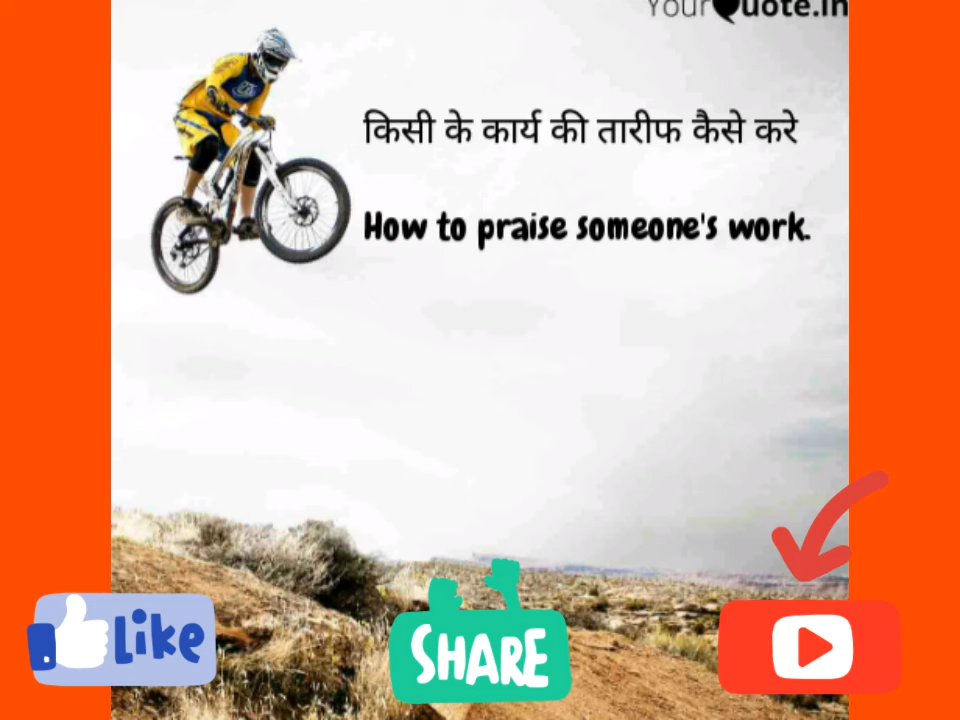 YourQuote.in
किसी के कार्य की तारीफ कैसे करे
How to praise someone's work.
Like
SHARE